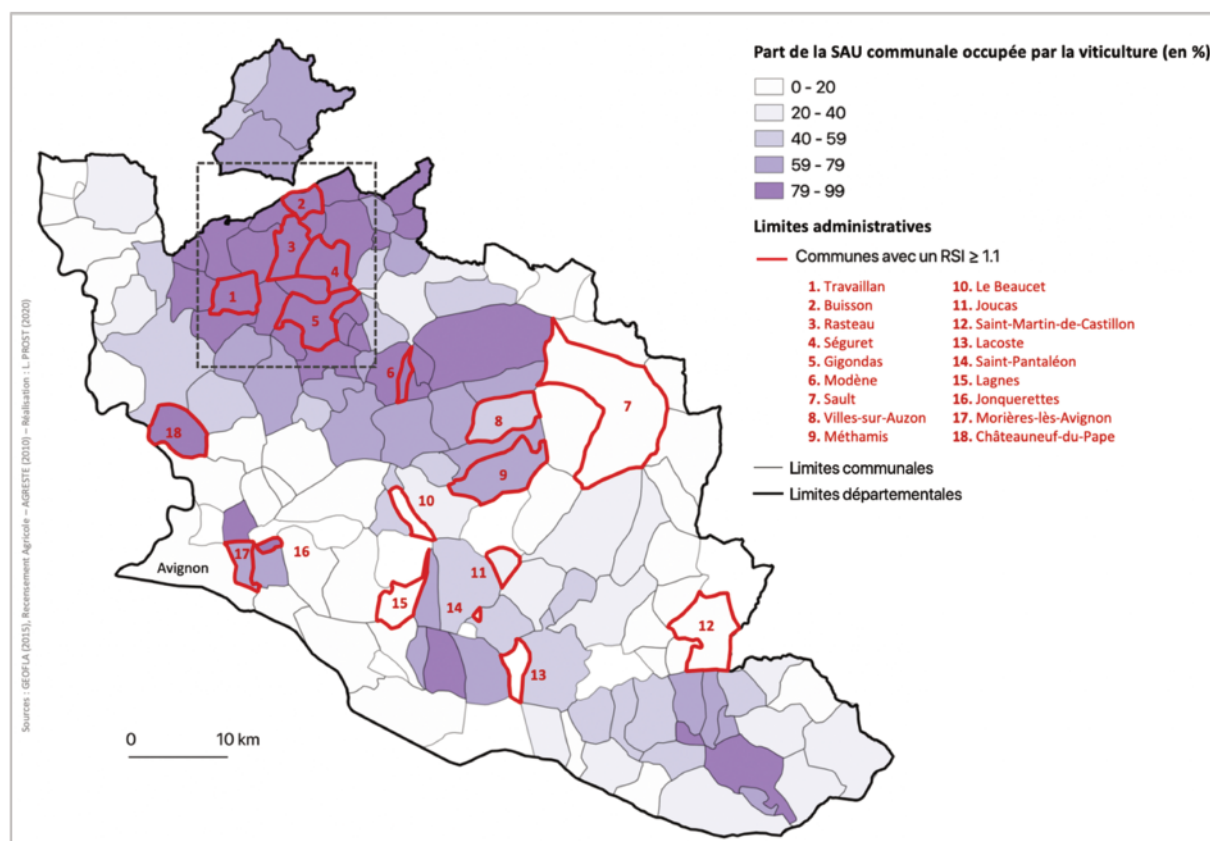 Part de la SAU communale occupée par la viticulture (en %)
0 - 20
20 - 40
40 - 59
59 - 79
79 - 99
Limites administratives
Communes avec un RSI ≥ 1.1
1. Travaillan
2. Buisson
3. Rasteau
4. Séguret
5. Gigondas
6. Modène
7. Sault
8. Villes-sur-Auzon
9. Méthamis
10. Le Beaucet
11. Joucas
12. Saint-Martin-de-Castillon
13. Lacoste
14. Saint-Pantaléon
15. Lagnes
16. Jonquerettes
17. Morières-lès-Avignon
18. Châteauneuf-du-Pape
Limites communales
Limites départementales
2
3
4
1
5
6
7
8
18
9
10
17
16
Avignon
11
15
14
12
13
0 10 km
Sources : GEOFLA (2015), Recensement Agricole – AGRESTE (2010) – Réalisation : L. PROST (2020)